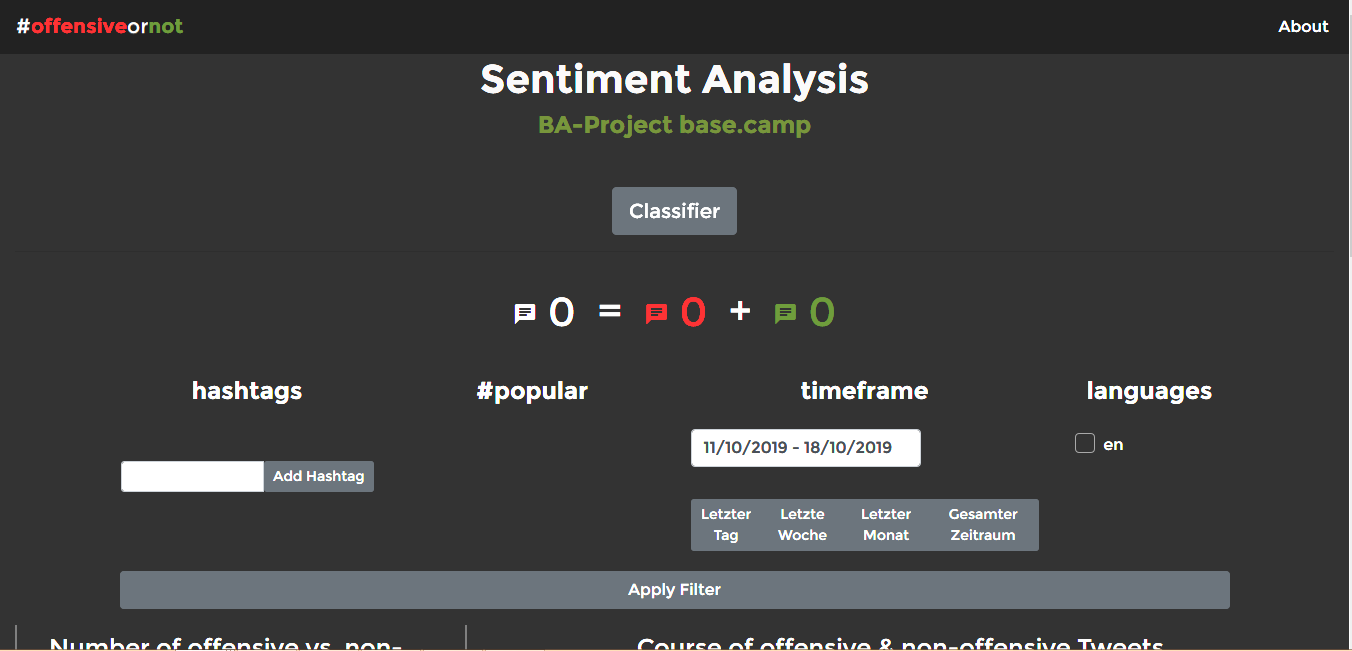 #offensiveornot
About
Sentiment Analysis
BA-Project base.camp
Classifier
0 = 0 + 0
hashtags
#popular
timeframe
languages
11/10/2019 - 18/10/2019
en
Add Hashtag
Letzter Tag
Letzte Woche
Letzter Monat
Gesamter Zeitraum
Apply Filter
Number of offensive vs. non-
Course of offensive & non-offensive Tweets